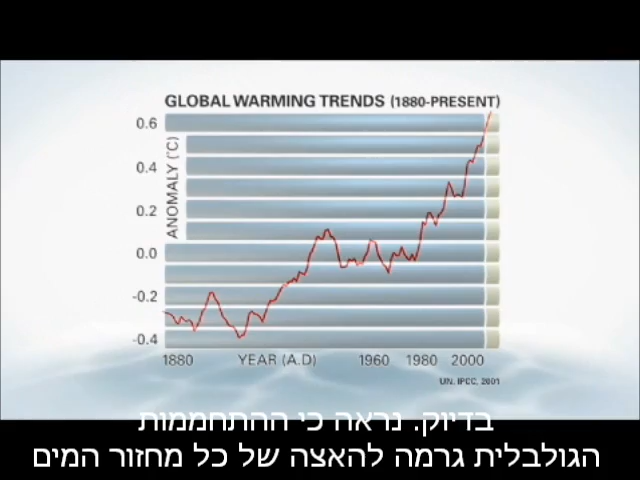 GLOBAL WARMING TRENDS (1880-PRESENT)
0.6
0.4
0.2
0.0
-0.2
-0.4
ANOMALY (°C)
1880 YEAR (A.D) 1960 1980 2000
UN. IPCC, 2001
בדיוק. נראה כי ההתחממות
הגולבלית גרמה להאצה של כל מחזור המים